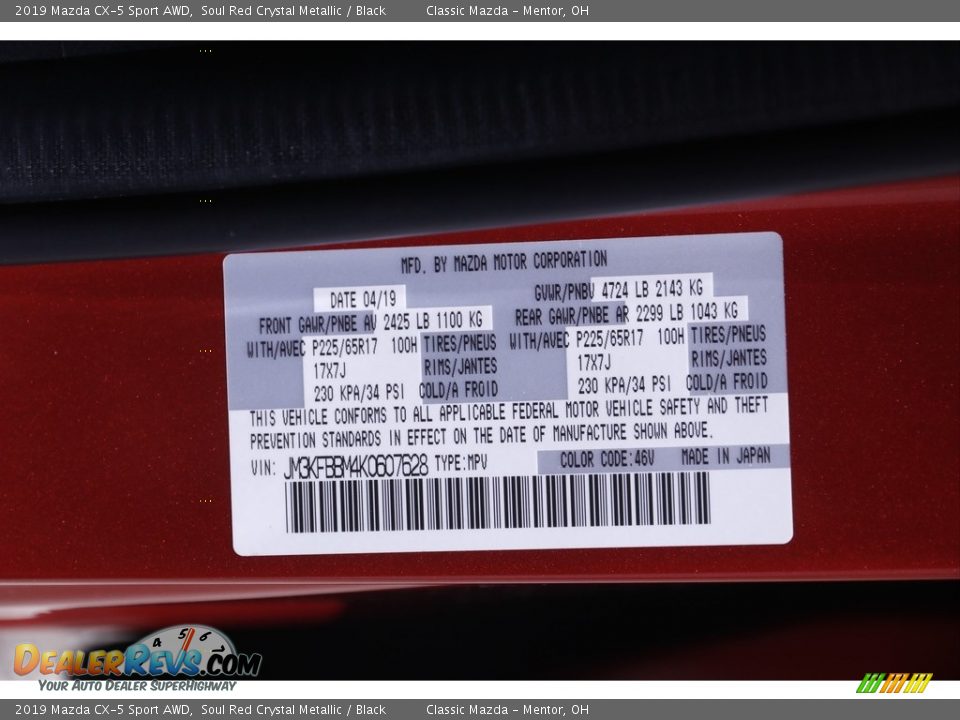 2019 Mazda CX-5 Sport AWD, Soul Red Crystal Metallic / Black Classic Mazda - Mentor, OH
MFD. BY MAZDA MOTOR CORPORATION
DATE 04/19 GVWR/PNBV 4724 LB 2143 KG
FRONT GAWR/PNBE AV 2425 LB 1100 KG REAR GAWR/PNBE AR 2299 LB 1043 KG
WITH/AVEC P225/65R17 100H TIRES/PNEUS WITH/AVEC P225/65R17 100H TIRES/PNEUS
17X7J RIMS/JANTES 17X7J RIMS/JANTES
230 KPA/34 PSI COLD/A FROID 230 KPA/34 PSI COLD/A FROID
THIS VEHICLE CONFORMS TO ALL APPLICABLE FEDERAL MOTOR VEHICLE SAFETY AND THEFT
PREVENTION STANDARDS IN EFFECT ON THE DATE OF MANUFACTURE SHOWN ABOVE.
VIN: JM3KFBBM4K0607628 TYPE:MPV COLOR CODE:46V MADE IN JAPAN
4 5 6
DEALERREVS.COM
YOUR AUTO DEALER SUPERHIGHWAY
2019 Mazda CX-5 Sport AWD, Soul Red Crystal Metallic / Black Classic Mazda - Mentor, OH